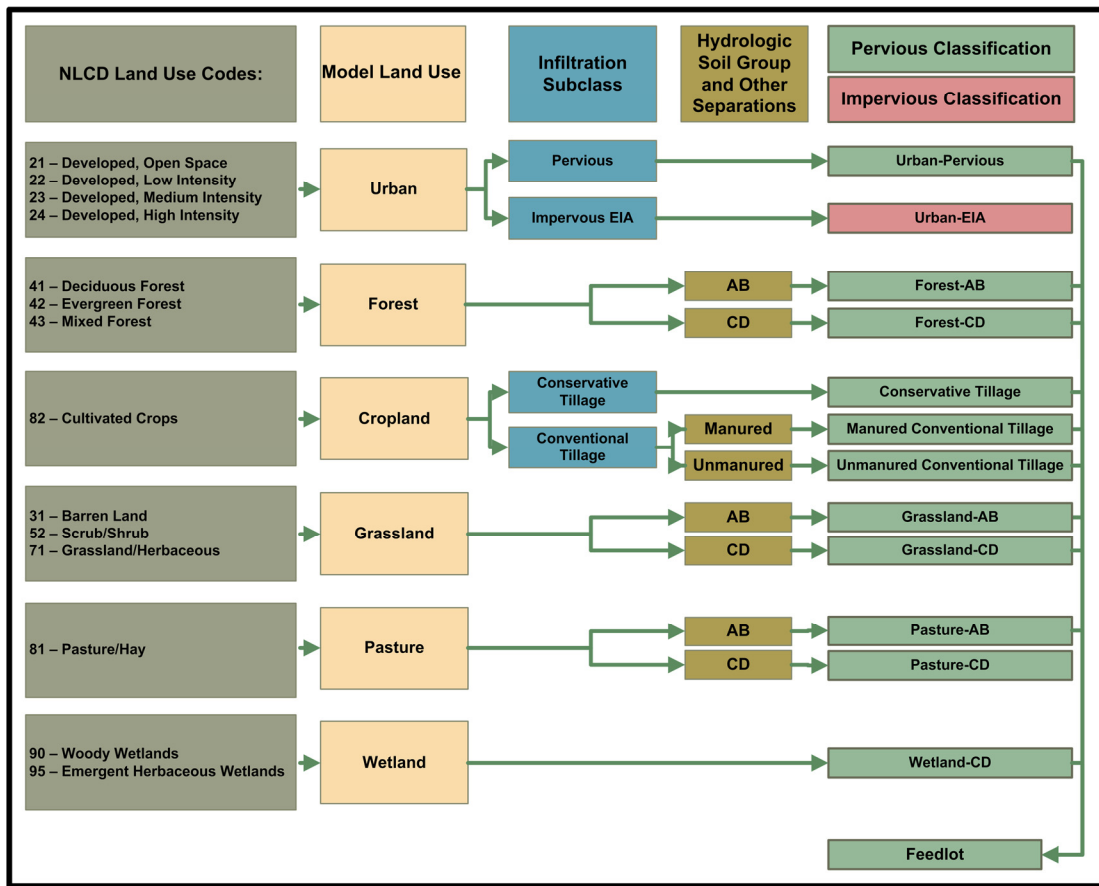 NLCD Land Use Codes:
Model Land Use
Infiltration
Subclass
Hydrologic
Soil Group
and Other
Separations
Pervious Classification
Impervious Classification
21 – Developed, Open Space
22 – Developed, Low Intensity
23 – Developed, Medium Intensity
24 – Developed, High Intensity
Urban
Pervious
Urban-Pervious
Impervous EIA
Urban-EIA
41 – Deciduous Forest
42 – Evergreen Forest
43 – Mixed Forest
Forest
AB
Forest-AB
CD
Forest-CD
82 – Cultivated Crops
Cropland
Conservative
Tillage
Conservative Tillage
Conventional
Tillage
Manured
Manured Conventional Tillage
Unmanured
Unmanured Conventional Tillage
31 – Barren Land
52 – Scrub/Shrub
71 – Grassland/Herbaceous
Grassland
AB
Grassland-AB
CD
Grassland-CD
81 – Pasture/Hay
Pasture
AB
Pasture-AB
CD
Pasture-CD
90 – Woody Wetlands
95 – Emergent Herbaceous Wetlands
Wetland
Wetland-CD
Feedlot